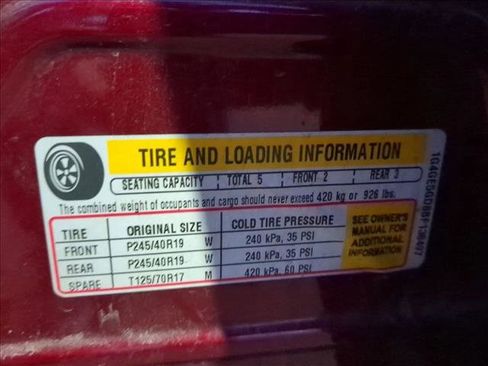 TIRE AND LOADING INFORMATION
SEATING CAPACITY TOTAL 5 FRONT 2 REAR 3
The combined weight of occupants and cargo should never exceed 420 kg or 926 lbs.
TIRE ORIGINAL SIZE COLD TIRE PRESSURE
FRONT P245/40R19 W 240 kPa, 35 PSI
REAR P245/40R19 W 240 kPa, 35 PSI
SPARE T125/70R17 M 420 kPa, 60 PSI
SEE OWNER'S
MANUAL FOR
ADDITIONAL
INFORMATION